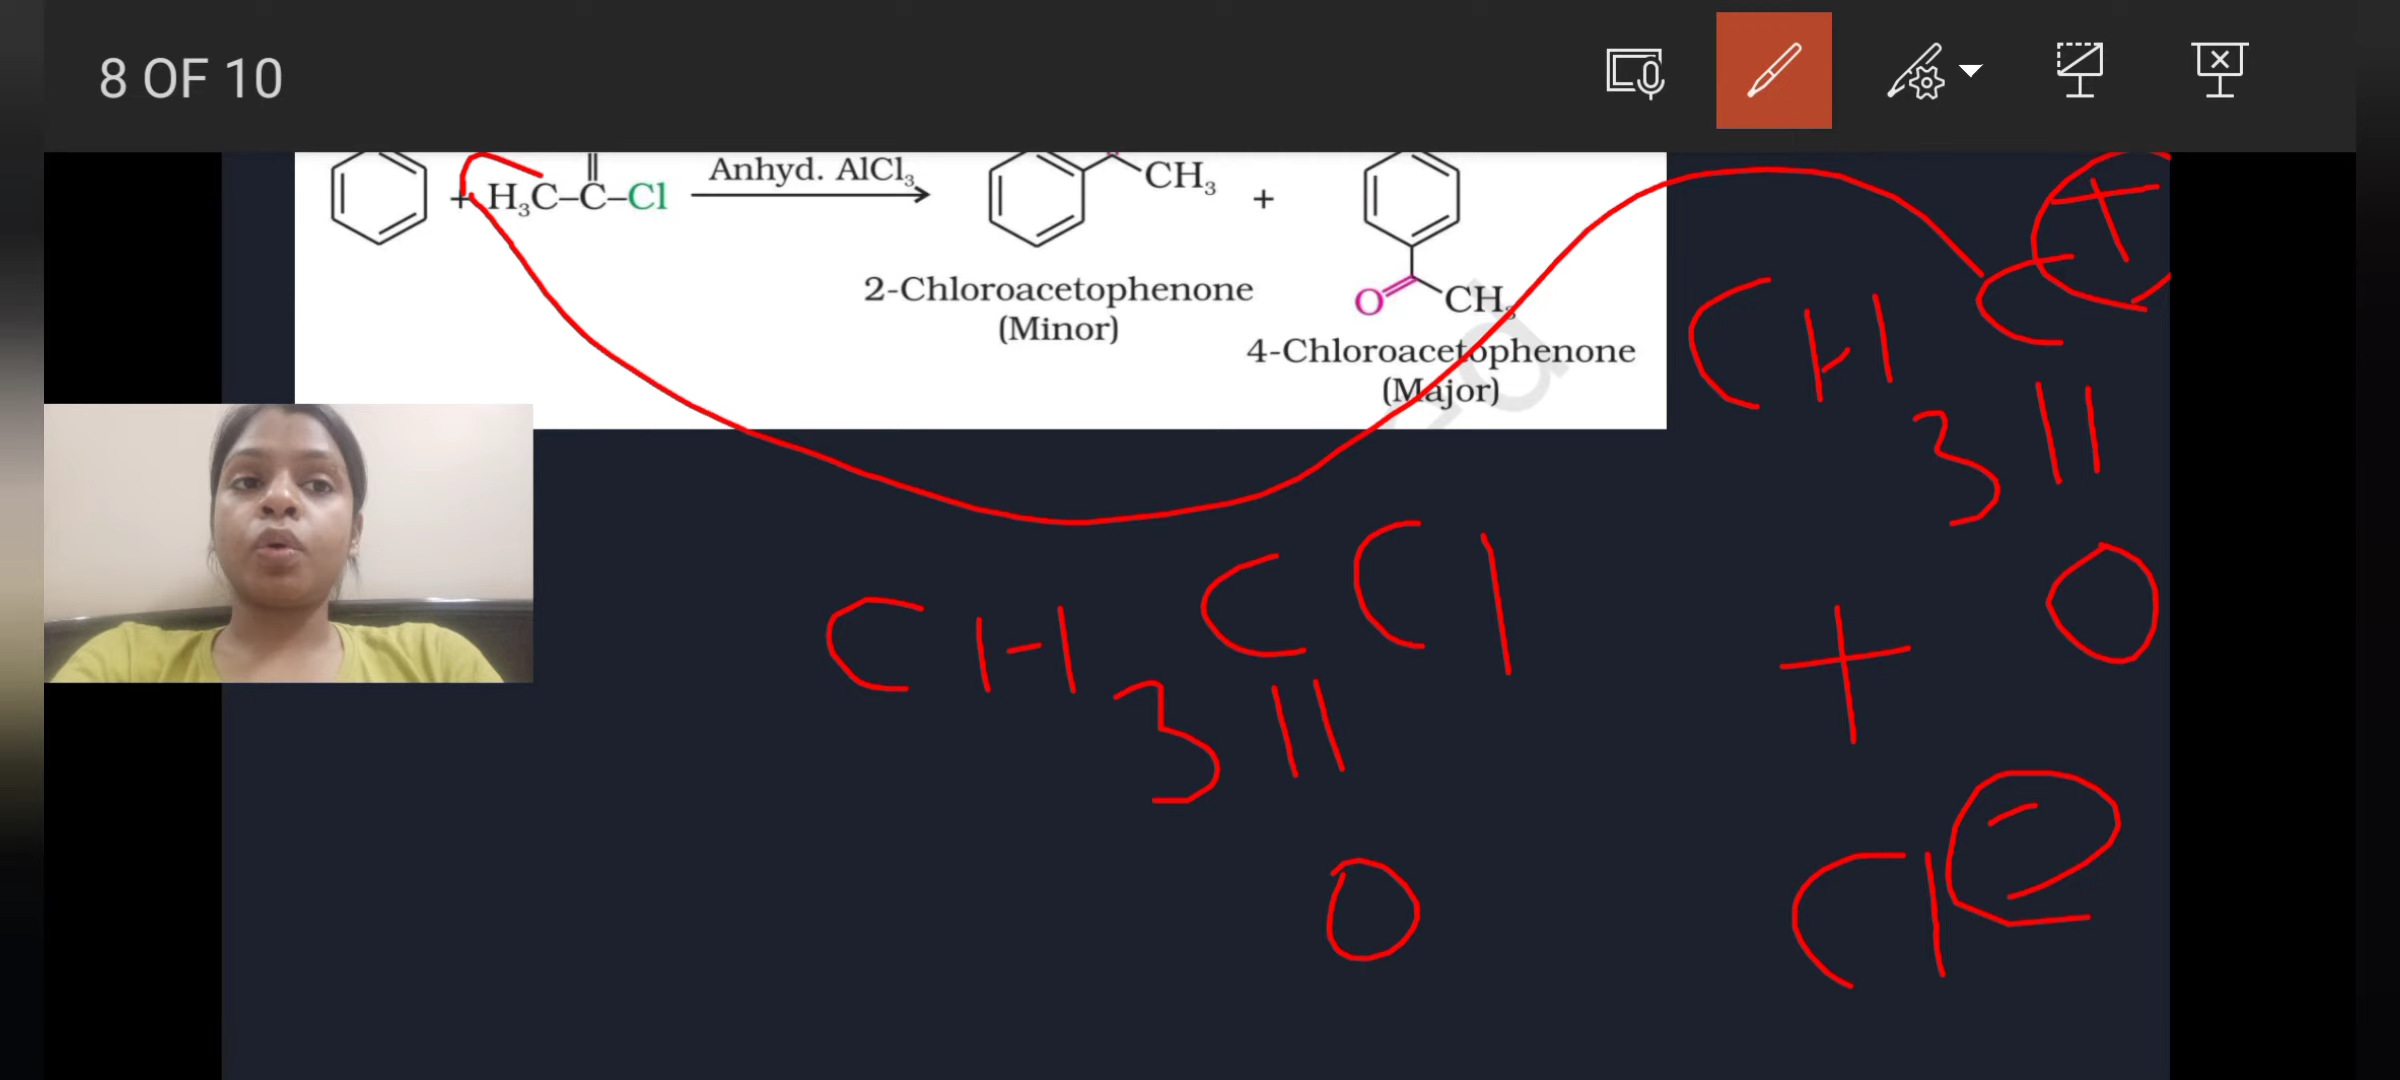 8 OF 10
+ H₃C–C–Cl Anhyd. AlCl₃ CH₃ +
2-Chloroacetophenone
(Minor)
O CH₃
4-Chloroacetophenone
(Major)
CH₃C+
||
O
CH₃CCl
||
O
+
Cl−